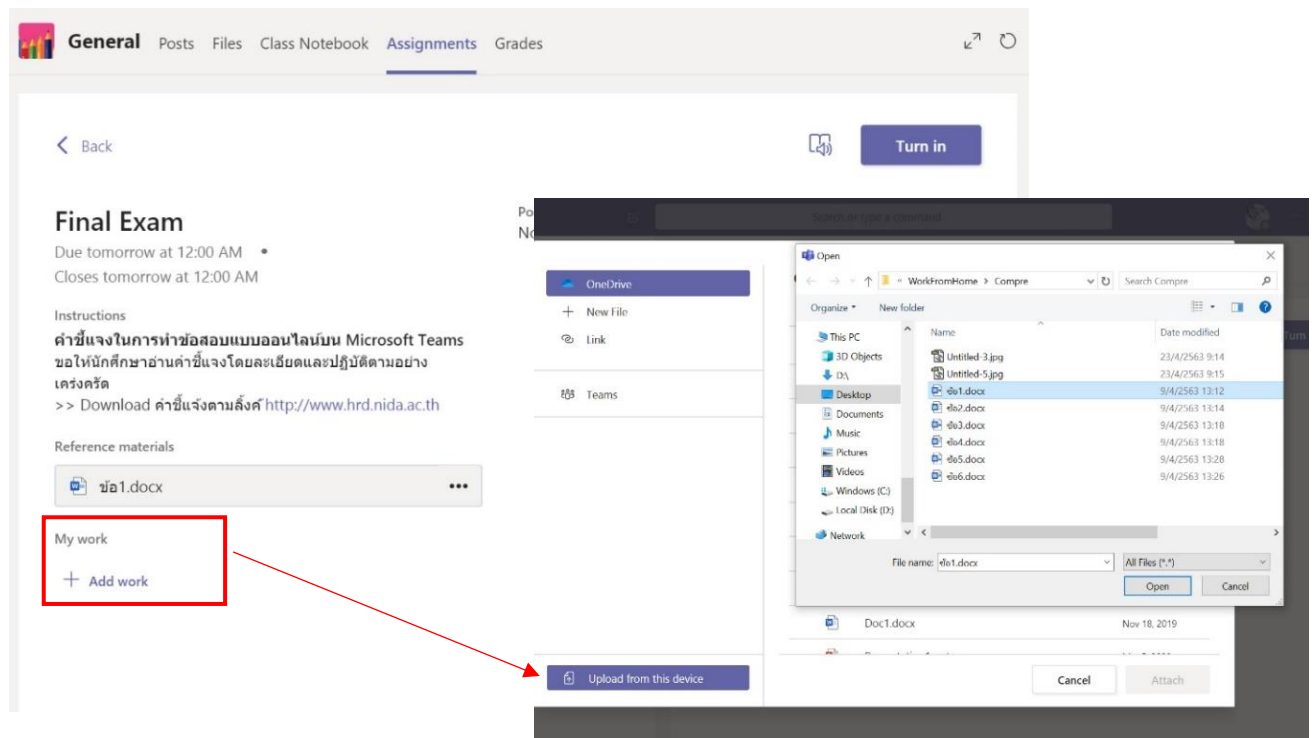 General Posts Files Class Notebook Assignments Grades
Back
Turn in
Final Exam
Due tomorrow at 12:00 AM •
Closes tomorrow at 12:00 AM
Instructions
คำชี้แจงในการทำข้อสอบแบบออนไลน์บน Microsoft Teams
ขอให้นักศึกษาอ่านคำชี้แจงโดยละเอียดและปฏิบัติตามอย่าง
เคร่งครัด
>> Download คำชี้แจ้งตามลิ้งค์ http://www.hrd.nida.ac.th
Reference materials
ข้อ1.docx
My work
+ Add work
Po
No
Search or type a command
OneDrive
+ New File
Link
Teams
Upload from this device
Open
« WorkFromHome > Compre
Search Compre
Organize
New folder
This PC
3D Objects
D:\
Desktop
Documents
Music
Pictures
Videos
Windows (C:)
Local Disk (D:)
Network
Name Date modified
Untitled-3.jpg 23/4/2563 9:14
Untitled-5.jpg 23/4/2563 9:15
ข้อ1.docx 9/4/2563 13:12
ข้อ2.docx 9/4/2563 13:14
ข้อ3.docx 9/4/2563 13:18
ข้อ4.docx 9/4/2563 13:18
ข้อ5.docx 9/4/2563 13:28
ข้อ6.docx 9/4/2563 13:26
File name: ข้อ1.docx
All Files (*.*)
Open Cancel
Turn
Doc1.docx Nov 18, 2019
Cancel Attach